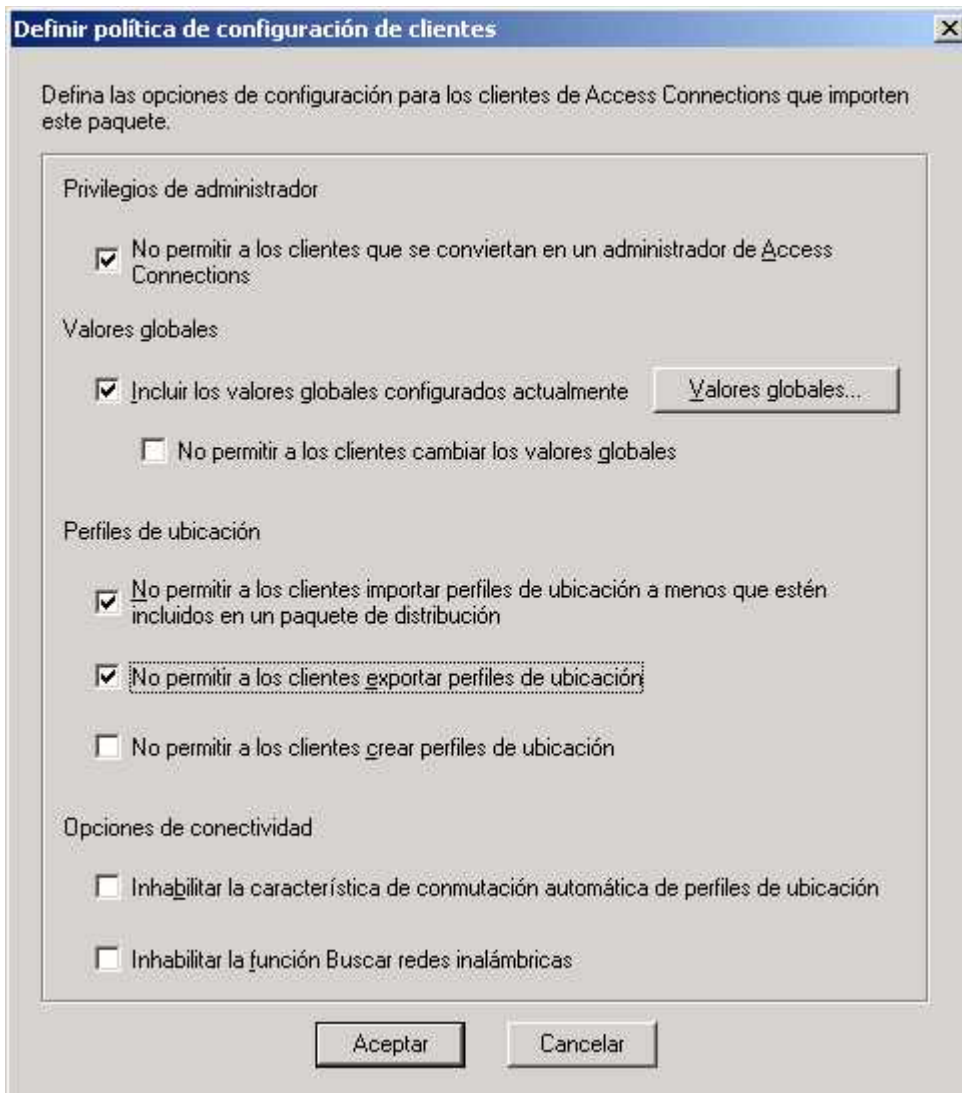 Definir política de configuración de clientes
Defina las opciones de configuración para los clientes de Access Connections que importen
este paquete.
Privilegios de administrador
No permitir a los clientes que se conviertan en un administrador de Access
Connections
Valores globales
Incluir los valores globales configurados actualmente
Valores globales...
No permitir a los clientes cambiar los valores globales
Perfiles de ubicación
No permitir a los clientes importar perfiles de ubicación a menos que estén
incluidos en un paquete de distribución
No permitir a los clientes exportar perfiles de ubicación
No permitir a los clientes crear perfiles de ubicación
Opciones de conectividad
Inhabilitar la característica de conmutación automática de perfiles de ubicación
Inhabilitar la función Buscar redes inalámbricas
Aceptar
Cancelar